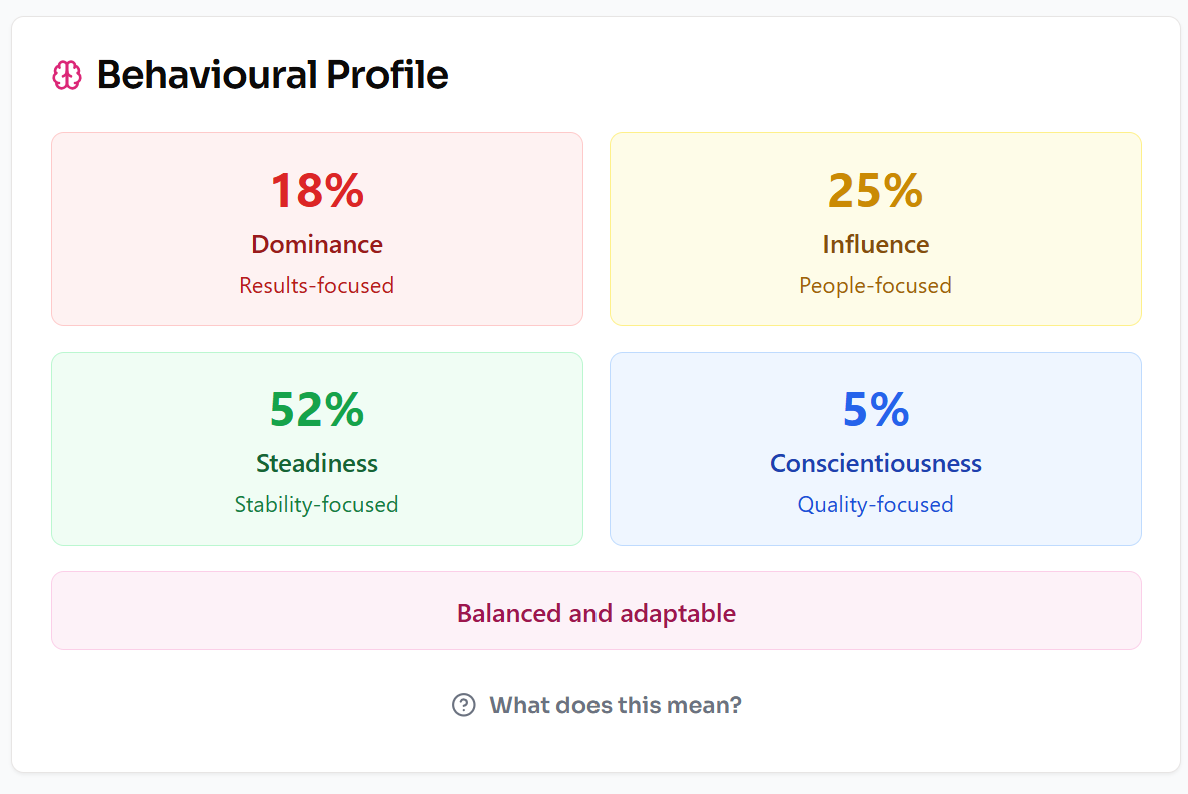 Behavioural Profile
18%
Dominance
Results-focused
25%
Influence
People-focused
52%
Steadiness
Stability-focused
5%
Conscientiousness
Quality-focused
Balanced and adaptable
What does this mean?